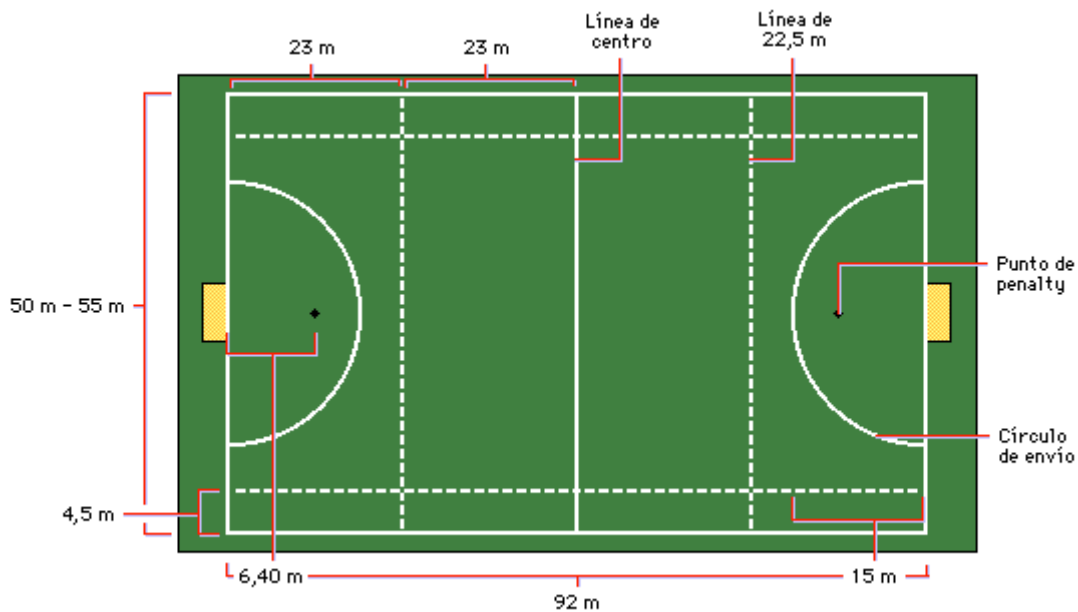 Línea de
centro
Línea de
22,5 m
23 m
23 m
Punto de
penalty
50 m - 55 m
Círculo
de envío
4,5 m
6,40 m
15 m
92 m